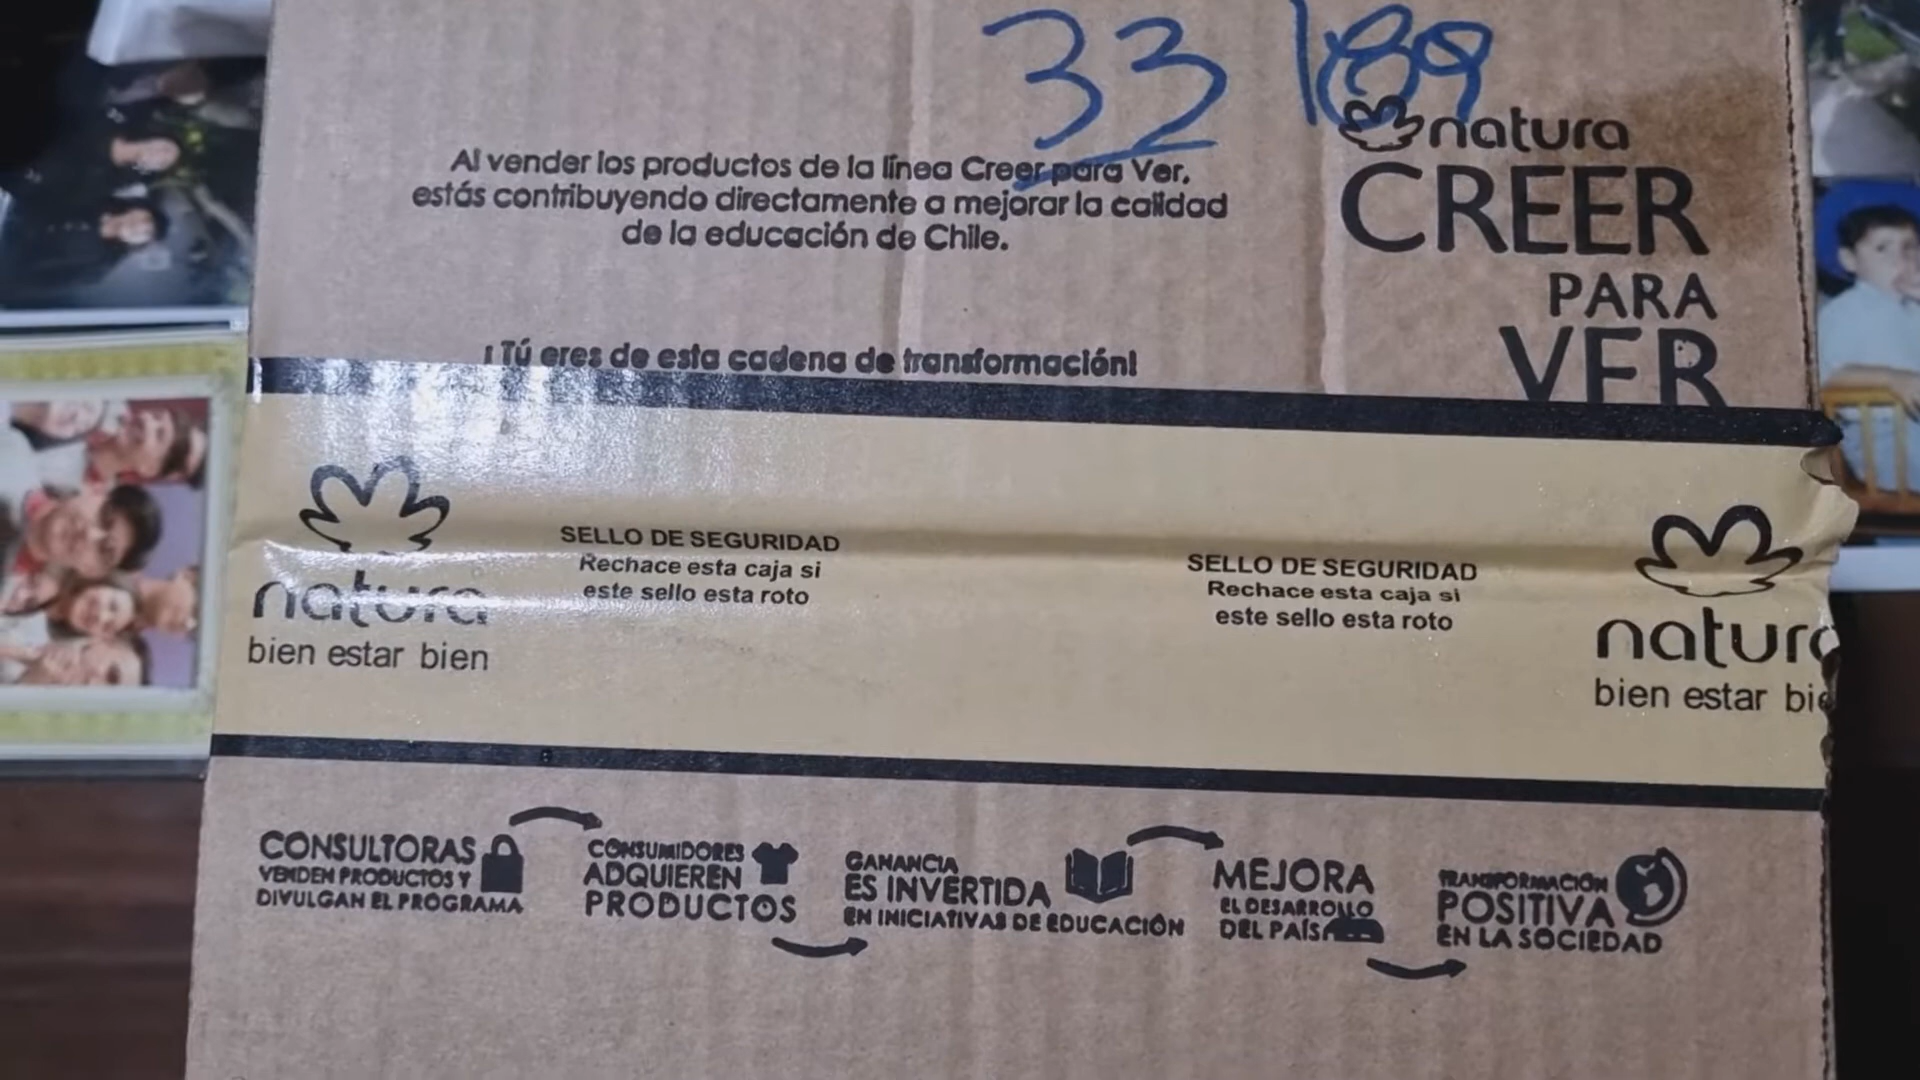 33 189
natura
CREER
PARA
VER
Al vender los productos de la línea Creer para Ver,
estás contribuyendo directamente a mejorar la calidad
de la educación de Chile.
¡Tú eres de esta cadena de transformación!
natura
bien estar bien
SELLO DE SEGURIDAD
Rechace esta caja si
este sello esta roto
SELLO DE SEGURIDAD
Rechace esta caja si
este sello esta roto
natura
bien estar bie
CONSULTORAS
VENDEN PRODUCTOS Y
DIVULGAN EL PROGRAMA
CONSUMIDORES
ADQUIEREN
PRODUCTOS
GANANCIA
ES INVERTIDA
EN INICIATIVAS DE EDUCACIÓN
MEJORA
EL DESARROLLO
DEL PAÍS
TRANSFORMACIÓN
POSITIVA
EN LA SOCIEDAD